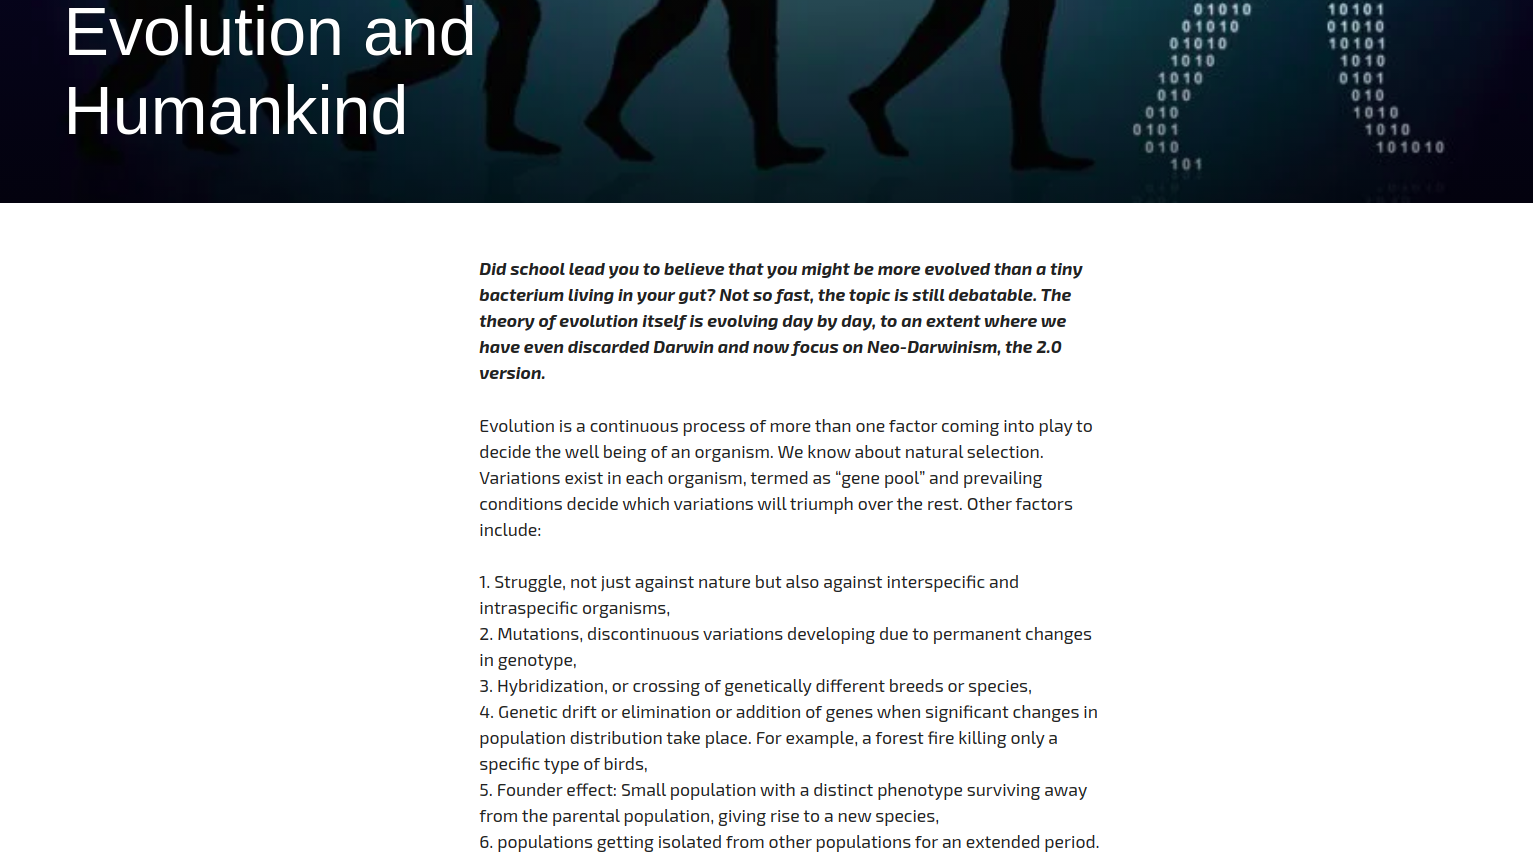 Evolution and
Humankind
01010 10101
01010 01010
01010 10101
1010 1010
1010 0101
010 010
010 1010
0101 1010
010 101010
101
Did school lead you to believe that you might be more evolved than a tiny
bacterium living in your gut? Not so fast, the topic is still debatable. The
theory of evolution itself is evolving day by day, to an extent where we
have even discarded Darwin and now focus on Neo-Darwinism, the 2.0
version.
Evolution is a continuous process of more than one factor coming into play to
decide the well being of an organism. We know about natural selection.
Variations exist in each organism, termed as “gene pool” and prevailing
conditions decide which variations will triumph over the rest. Other factors
include:
1. Struggle, not just against nature but also against interspecific and
intraspecific organisms,
2. Mutations, discontinuous variations developing due to permanent changes
in genotype,
3. Hybridization, or crossing of genetically different breeds or species,
4. Genetic drift or elimination or addition of genes when significant changes in
population distribution take place. For example, a forest fire killing only a
specific type of birds,
5. Founder effect: Small population with a distinct phenotype surviving away
from the parental population, giving rise to a new species,
6. populations getting isolated from other populations for an extended period.